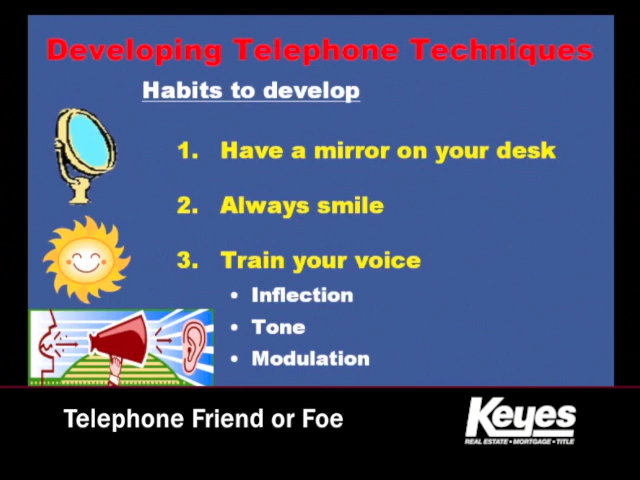 Developing Telephone Techniques
Habits to develop
1. Have a mirror on your desk
2. Always smile
3. Train your voice
• Inflection
• Tone
• Modulation
Telephone Friend or Foe
Keyes
REAL ESTATE • MORTGAGE • TITLE